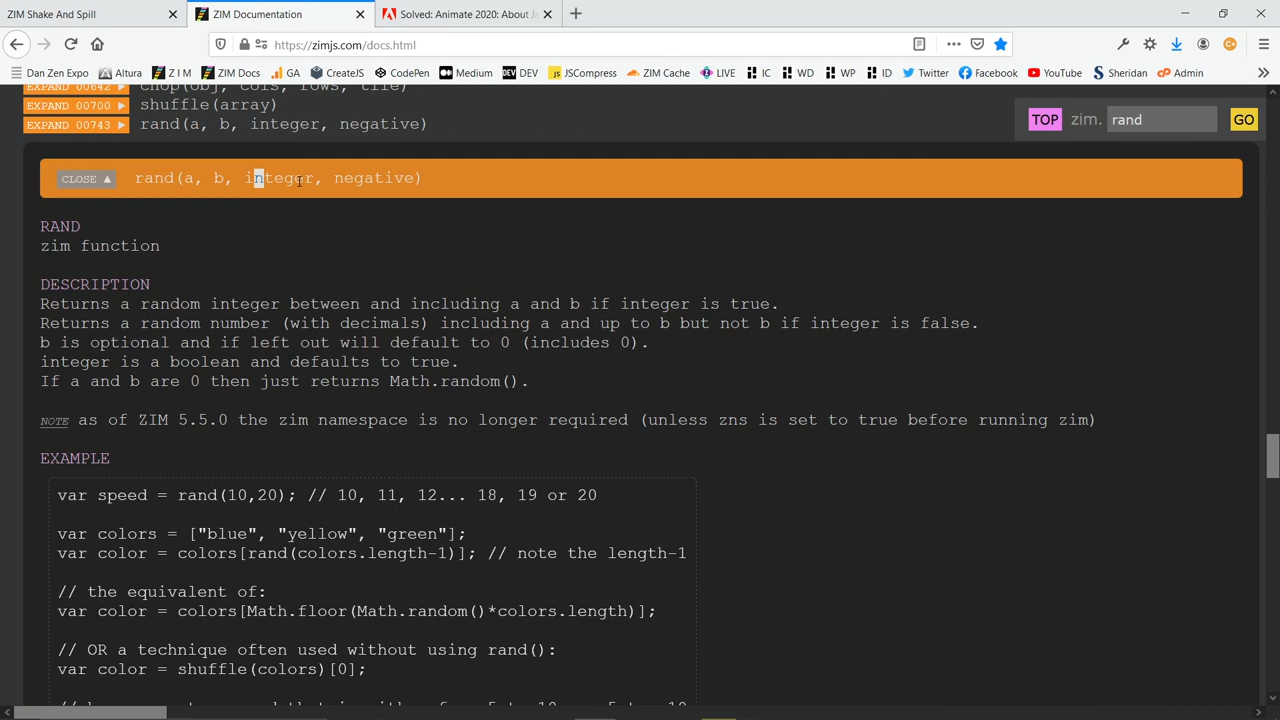 ZIM Shake And Spill
ZIM Documentation
Solved: Animate 2020: About
https://zimjs.com/docs.html
Dan Zen Expo Altura Z I M ZIM Docs GA CreateJS CodePen Medium DEV JSCompress ZIM Cache LIVE IC WD WP ID Twitter Facebook YouTube Sheridan Admin
EXPAND 00642 chop(obj, cols, rows, tile)
EXPAND 00700 shuffle(array)
EXPAND 00743 rand(a, b, integer, negative)
TOP zim. rand GO
CLOSE ▲ rand(a, b, integer, negative)
RAND
zim function
DESCRIPTION
Returns a random integer between and including a and b if integer is true.
Returns a random number (with decimals) including a and up to b but not b if integer is false.
b is optional and if left out will default to 0 (includes 0).
integer is a boolean and defaults to true.
If a and b are 0 then just returns Math.random().
NOTE as of ZIM 5.5.0 the zim namespace is no longer required (unless zns is set to true before running zim)
EXAMPLE
var speed = rand(10,20); // 10, 11, 12... 18, 19 or 20
var colors = ["blue", "yellow", "green"];
var color = colors[rand(colors.length-1)]; // note the length-1
// the equivalent of:
var color = colors[Math.floor(Math.random()*colors.length)];
// OR a technique often used without using rand():
var color = shuffle(colors)[0];